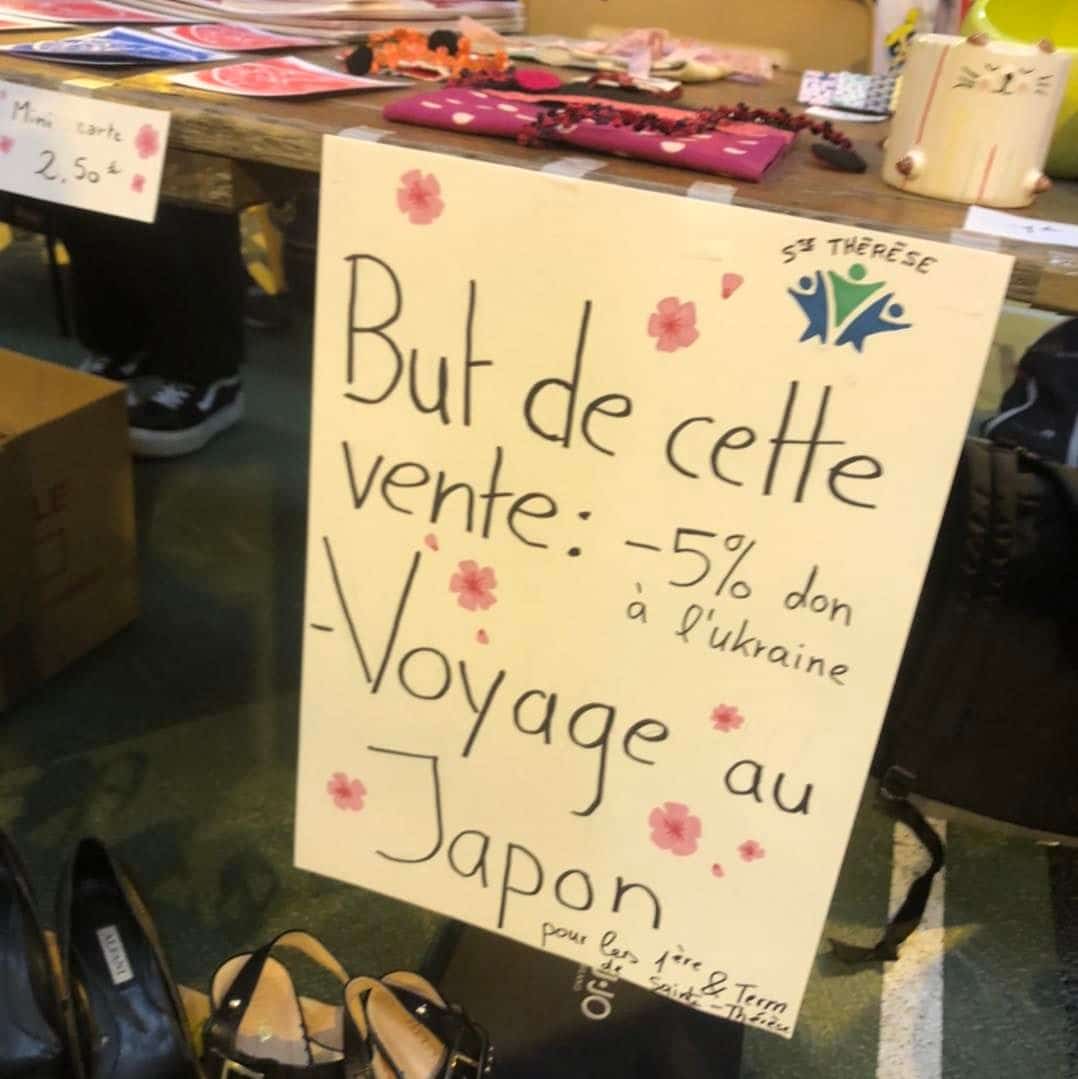 Mini carte
2.50€
Ste THÉRÈSE
But de cette
vente: -5% don
à l'ukraine
-Voyage au
Japon
pour les 1ère & Term
de Sainte-Thérèse
ALDANI